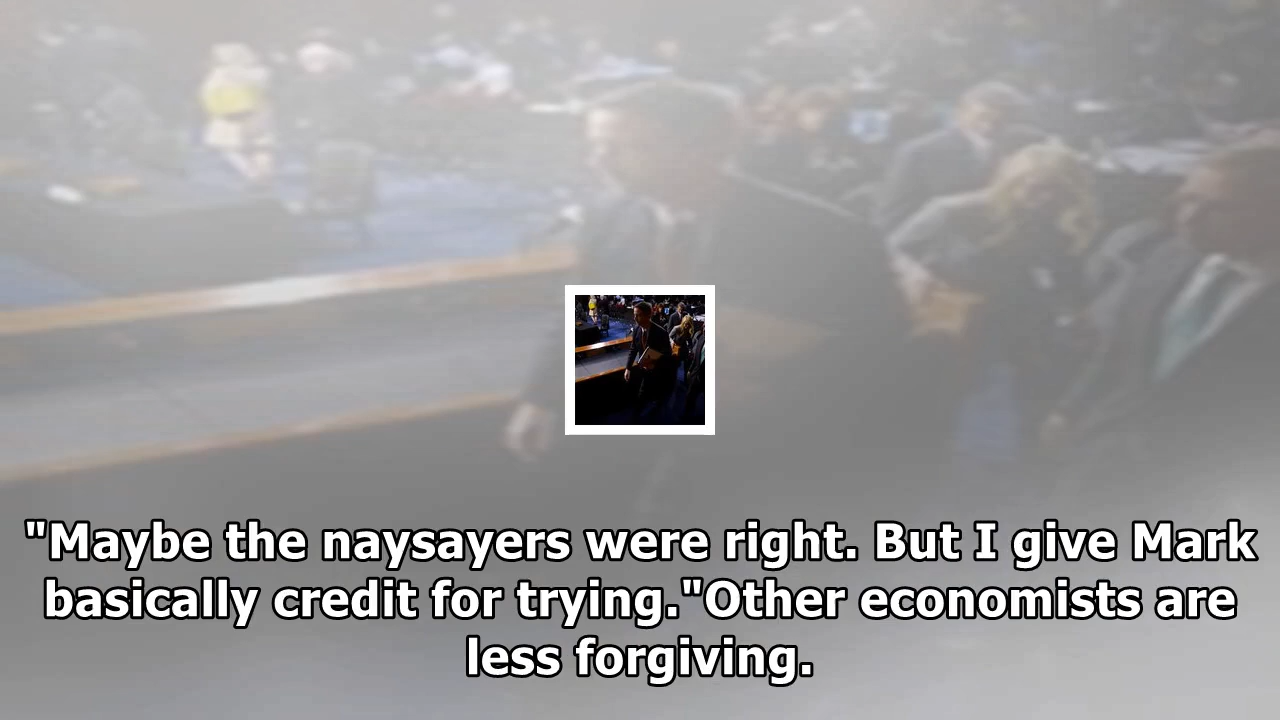 "Maybe the naysayers were right. But I give Mark
basically credit for trying."Other economists are
less forgiving.